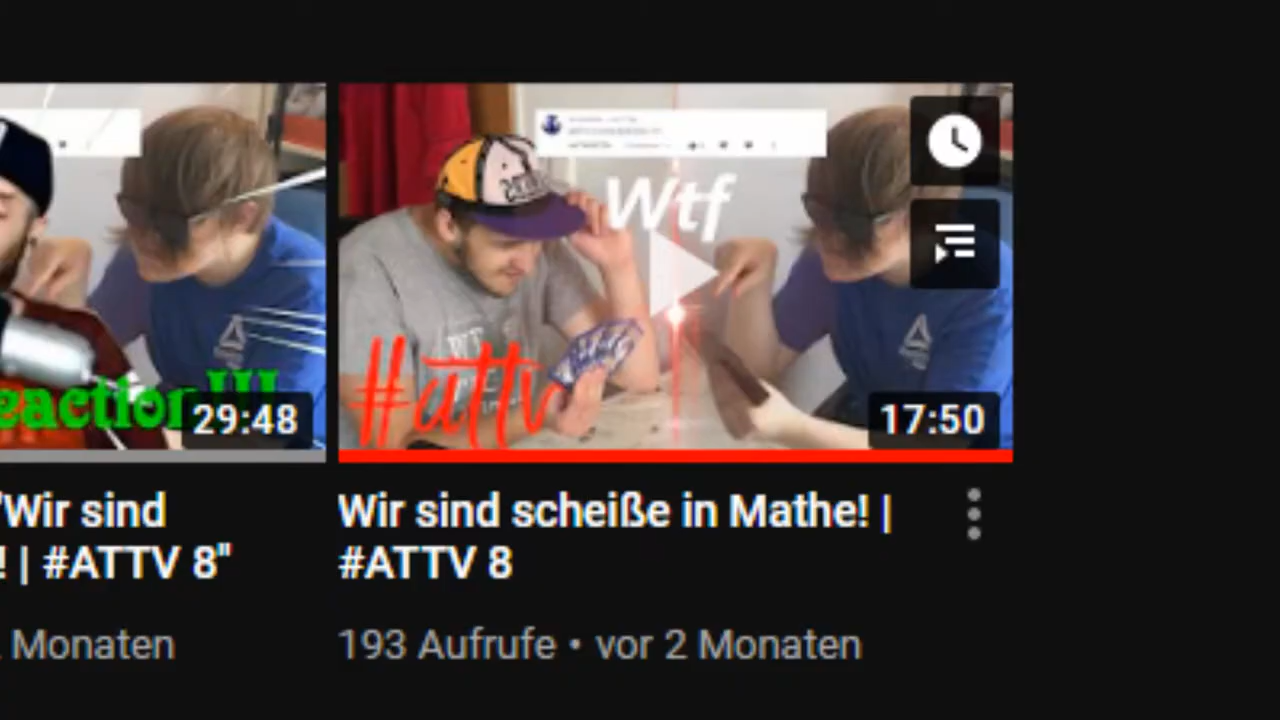 Wtf
#attv
eaction!!!
29:48
17:50
"Wir sind
! | #ATTV 8"
Monaten
Wir sind scheiße in Mathe! |
#ATTV 8
193 Aufrufe • vor 2 Monaten